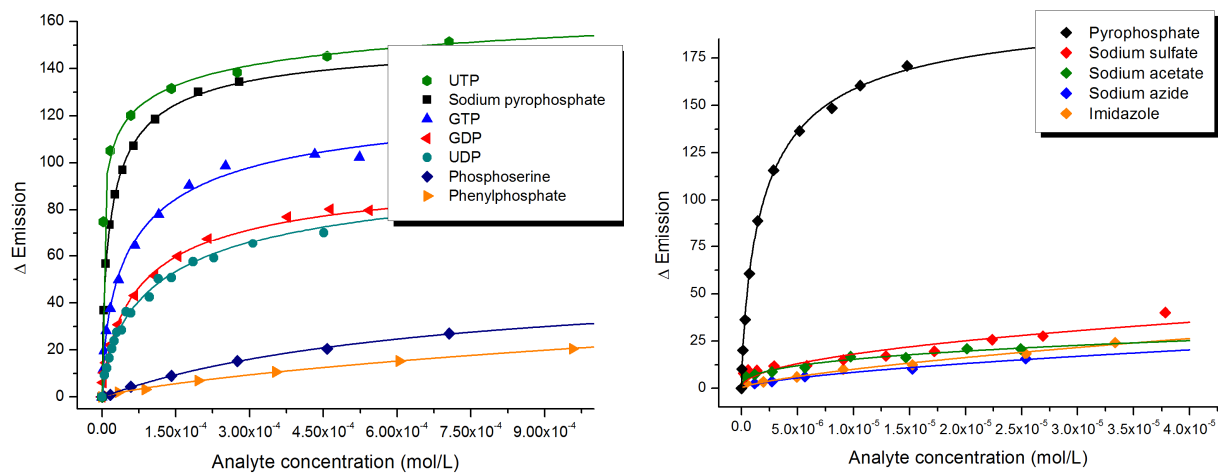 160
140
120
100
80
60
40
20
0
Δ Emission
UTP
Sodium pyrophosphate
GTP
GDP
UDP
Phosphoserine
Phenylphosphate
0.00 1.50x10⁻⁴ 3.00x10⁻⁴ 4.50x10⁻⁴ 6.00x10⁻⁴ 7.50x10⁻⁴ 9.00x10⁻⁴
Analyte concentration (mol/L)
175
150
125
100
75
50
25
0
Δ Emission
Pyrophosphate
Sodium sulfate
Sodium acetate
Sodium azide
Imidazole
0.0 5.0x10⁻⁶ 1.0x10⁻⁵ 1.5x10⁻⁵ 2.0x10⁻⁵ 2.5x10⁻⁵ 3.0x10⁻⁵ 3.5x10⁻⁵ 4.0x10⁻⁵
Analyte concentration (mol/L)